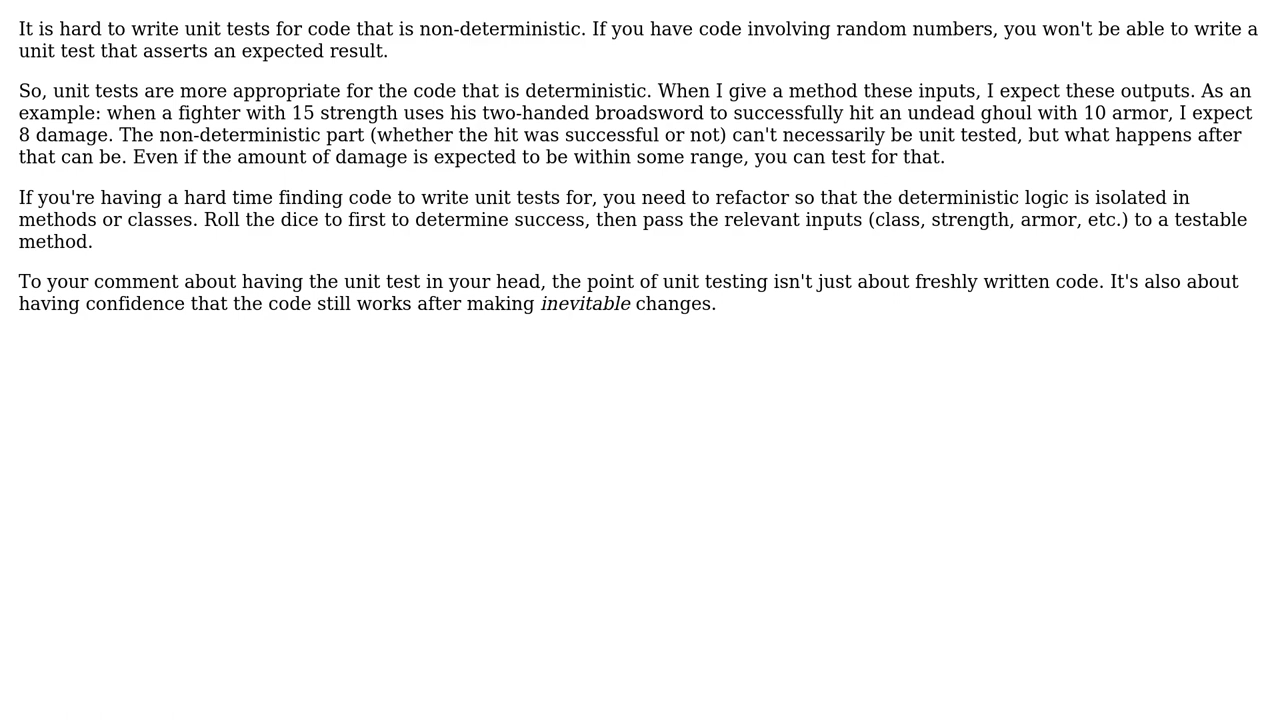 It is hard to write unit tests for code that is non-deterministic. If you have code involving random numbers, you won't be able to write a
unit test that asserts an expected result.
So, unit tests are more appropriate for the code that is deterministic. When I give a method these inputs, I expect these outputs. As an
example: when a fighter with 15 strength uses his two-handed broadsword to successfully hit an undead ghoul with 10 armor, I expect
8 damage. The non-deterministic part (whether the hit was successful or not) can't necessarily be unit tested, but what happens after
that can be. Even if the amount of damage is expected to be within some range, you can test for that.
If you're having a hard time finding code to write unit tests for, you need to refactor so that the deterministic logic is isolated in
methods or classes. Roll the dice to first to determine success, then pass the relevant inputs (class, strength, armor, etc.) to a testable
method.
To your comment about having the unit test in your head, the point of unit testing isn't just about freshly written code. It's also about
having confidence that the code still works after making inevitable changes.